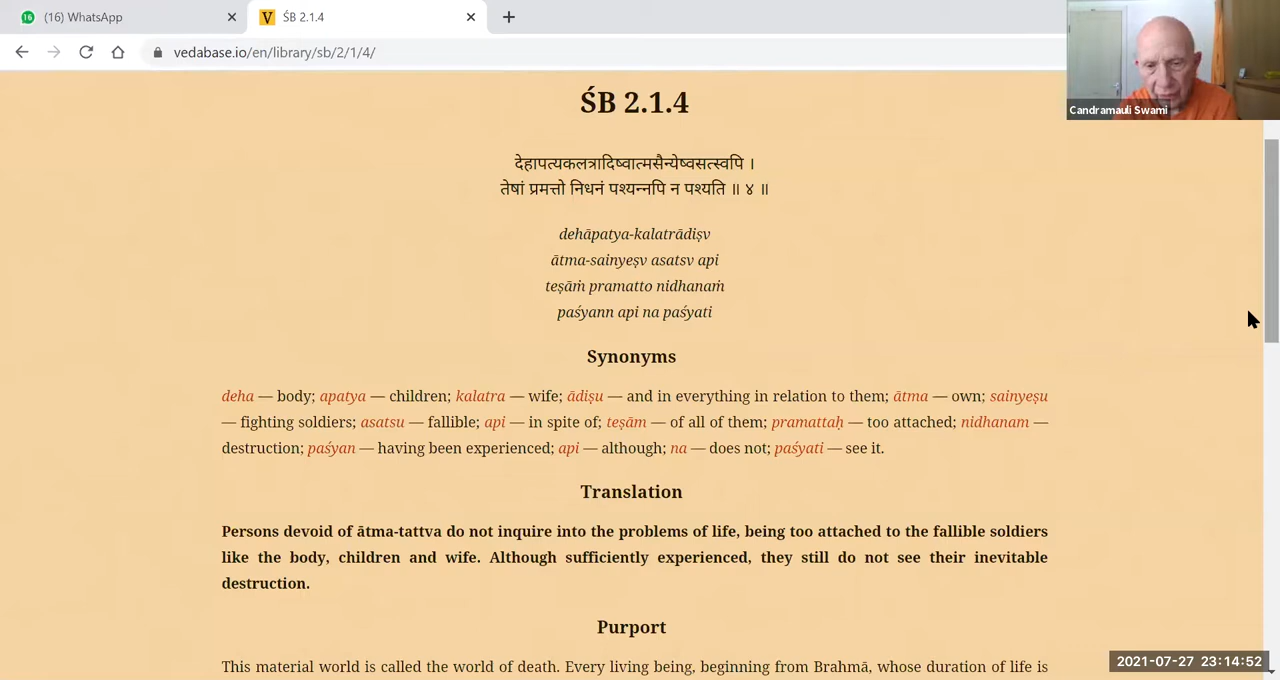 (16) WhatsApp
V ŚB 2.1.4
vedabase.io/en/library/sb/2/1/4/
Candramauli Swami
ŚB 2.1.4
देहापत्यकलत्रादिष्वात्मसैन्येष्वसत्स्वपि ।
तेषां प्रमत्तो निधनं पश्यन्नपि न पश्यति ॥ ४ ॥
dehāpatya-kalatrādiṣv
ātma-sainyeṣv asatsv api
teṣāṁ pramatto nidhanaṁ
paśyann api na paśyati
Synonyms
deha — body; apatya — children; kalatra — wife; ādiṣu — and in everything in relation to them; ātma — own; sainyeṣu
— fighting soldiers; asatsu — fallible; api — in spite of; teṣām — of all of them; pramattaḥ — too attached; nidhanam —
destruction; paśyan — having been experienced; api — although; na — does not; paśyati — see it.
Translation
Persons devoid of ātma-tattva do not inquire into the problems of life, being too attached to the fallible soldiers
like the body, children and wife. Although sufficiently experienced, they still do not see their inevitable
destruction.
Purport
This material world is called the world of death. Every living being, beginning from Brahmā, whose duration of life is
2021-07-27 23:14:52